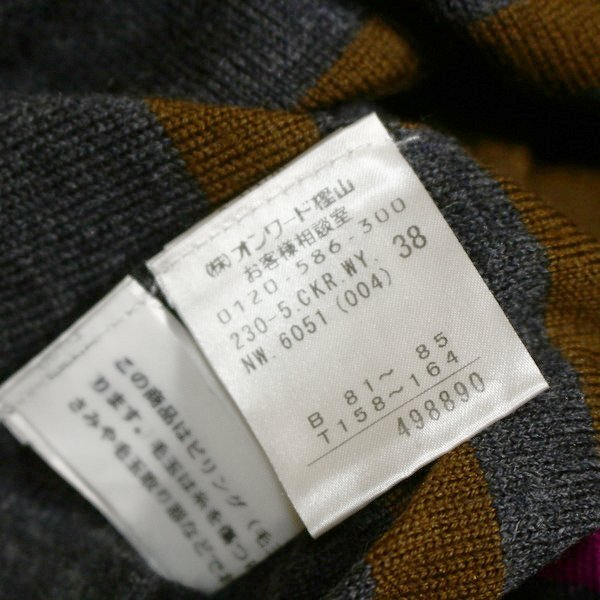 (株)オンワード樫山
お客様相談室
0120.586-300
230-5.CKR.WY. 38
NW.6051(004)
B 81～ 85
T158～164
498890
この商品はピリング(毛
ります。毛玉は糸を傷つ
さみや毛玉取り器などで